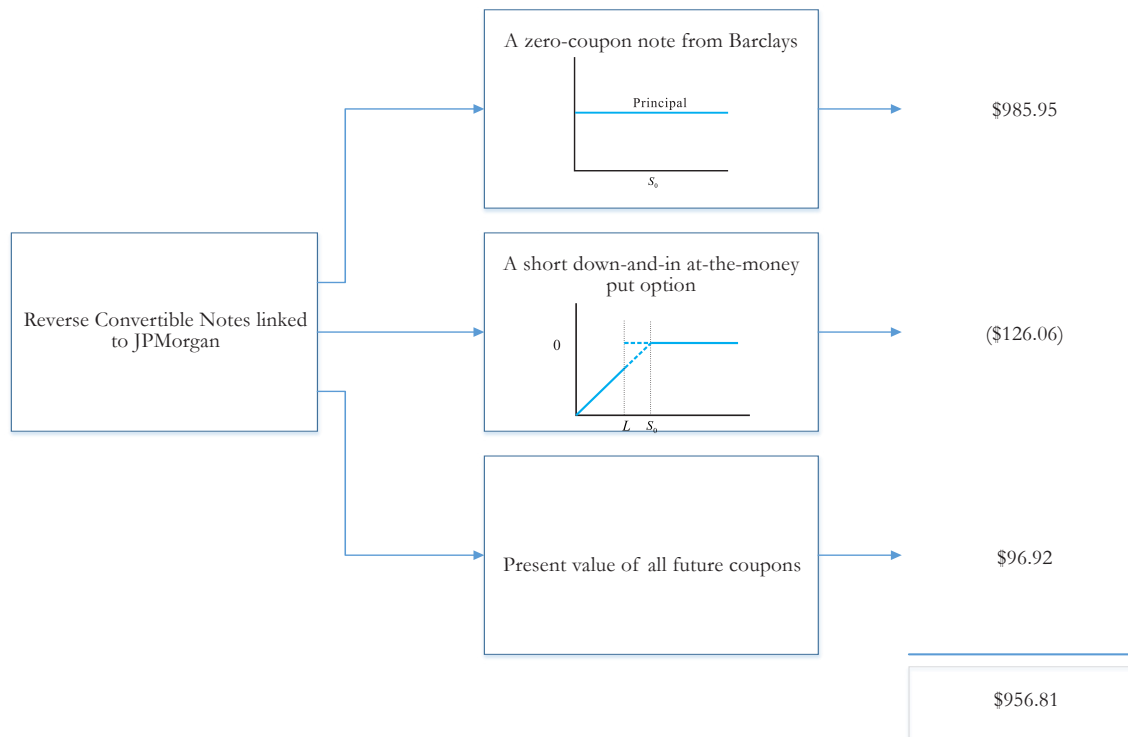 A zero-coupon note from Barclays
Principal
S₀
$985.95
Reverse Convertible Notes linked
to JPMorgan
A short down-and-in at-the-money
put option
0
L S₀
($126.06)
Present value of all future coupons
$96.92
$956.81